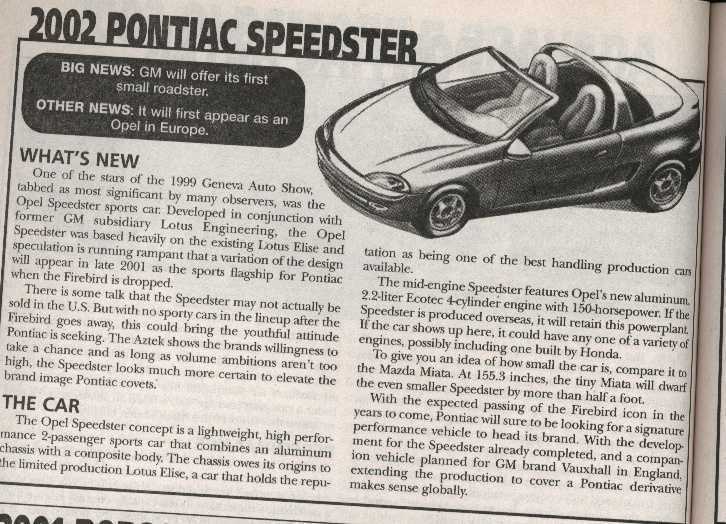 2002 PONTIAC SPEEDSTER
BIG NEWS: GM will offer its first
small roadster.
OTHER NEWS: It will first appear as an
Opel in Europe.
WHAT'S NEW
One of the stars of the 1999 Geneva Auto Show,
tabbed as most significant by many observers, was the
Opel Speedster sports car. Developed in conjunction with
former GM subsidiary Lotus Engineering, the Opel
Speedster was based heavily on the existing Lotus Elise and
speculation is running rampant that a variation of the design
will appear in late 2001 as the sports flagship for Pontiac
when the Firebird is dropped.
There is some talk that the Speedster may not actually be
sold in the U.S. But with no sporty cars in the lineup after the
Firebird goes away, this could bring the youthful attitude
Pontiac is seeking. The Aztek shows the brands willingness to
take a chance and as long as volume ambitions aren't too
high, the Speedster looks much more certain to elevate the
brand image Pontiac covets.
THE CAR
The Opel Speedster concept is a lightweight, high perfor-
mance 2-passenger sports car that combines an aluminum
chassis with a composite body. The chassis owes its origins to
the limited production Lotus Elise, a car that holds the repu-
tation as being one of the best handling production cars
available.
The mid-engine Speedster features Opel's new aluminum,
2.2-liter Ecotec 4-cylinder engine with 150-horsepower. If the
Speedster is produced overseas, it will retain this powerplant.
If the car shows up here, it could have any one of a variety of
engines, possibly including one built by Honda.
To give you an idea of how small the car is, compare it to
the Mazda Miata. At 155.3 inches, the tiny Miata will dwarf
the even smaller Speedster by more than half a foot.
With the expected passing of the Firebird icon in the
years to come, Pontiac will sure to be looking for a signature
performance vehicle to head its brand. With the develop-
ment for the Speedster already completed, and a compan-
ion vehicle planned for GM brand Vauxhall in England,
extending the production to cover a Pontiac derivative
makes sense globally.